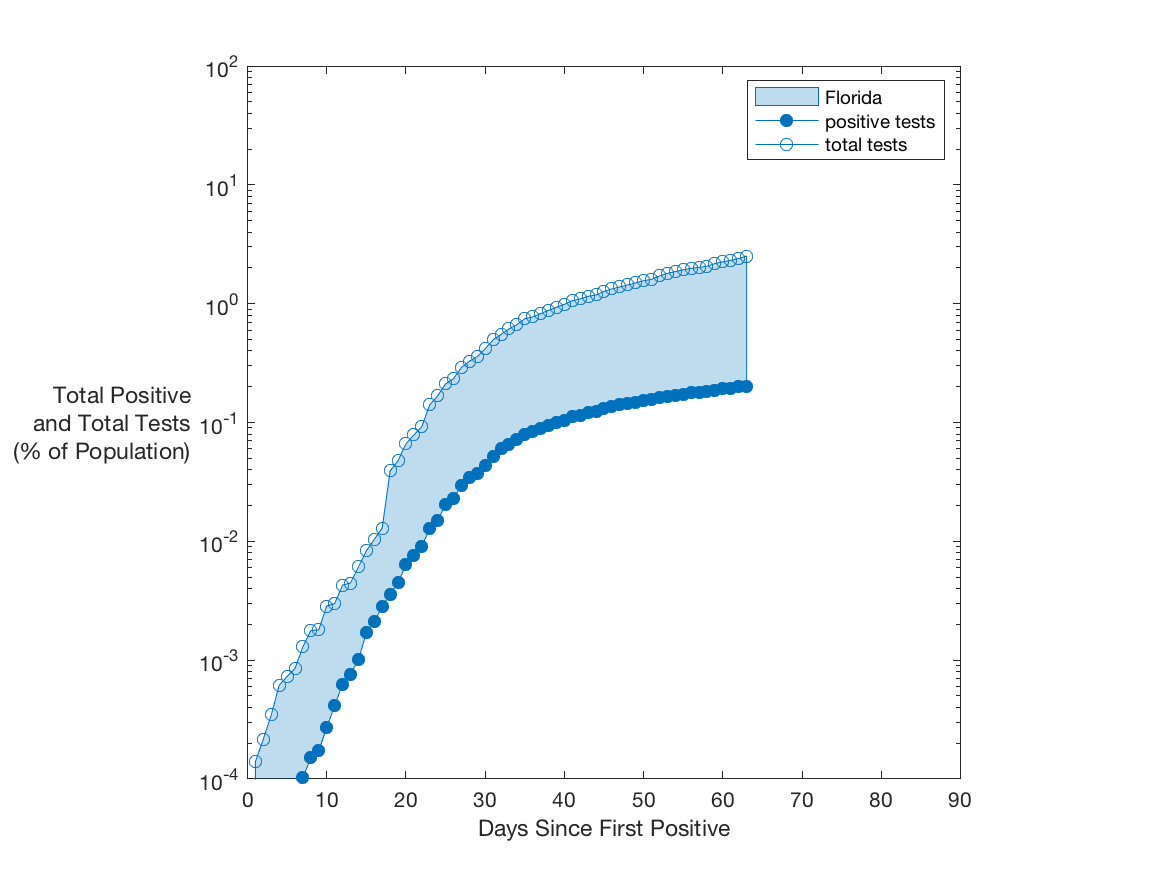 10^2
10^1
10^0
10^-1
10^-2
10^-3
10^-4
Total Positive
and Total Tests
(% of Population)
Florida
positive tests
total tests
0 10 20 30 40 50 60 70 80 90
Days Since First Positive